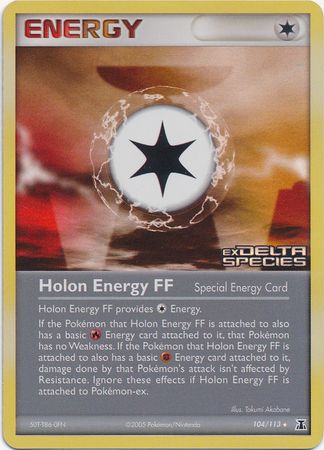 ENERGY
exDELTA
SPECIES
Holon Energy FF Special Energy Card
Holon Energy FF provides Energy.
If the Pokémon that Holon Energy FF is attached to
also has a basic Energy card attached to it, that Pokémon
has no Weakness. If the Pokémon that Holon Energy FF is
attached to also has a basic Energy card attached to it,
damage done by that Pokémon's attack isn't affected by
Resistance. Ignore these effects if Holon Energy FF is
attached to Pokémon-ex.
Illus. Tokumi Akabane
©2005 Pokémon/Nintendo 104/113